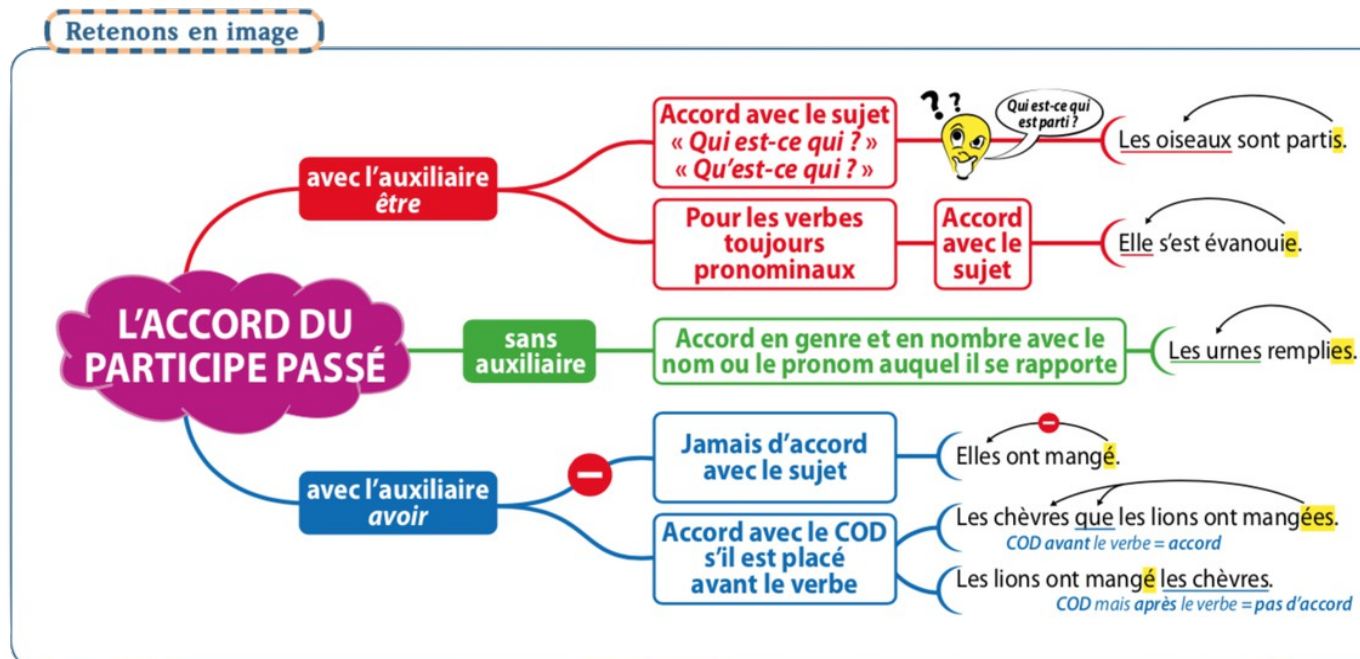 Retenons en image
L'ACCORD DU
PARTICIPE PASSÉ
avec l'auxiliaire
être
Accord avec le sujet
« Qui est-ce qui ? »
« Qu'est-ce qui ? »
? ?
Qui est-ce qui
est parti ?
Les oiseaux sont partis.
Pour les verbes
toujours
pronominaux
Accord
avec le
sujet
Elle s'est évanouie.
sans
auxiliaire
Accord en genre et en nombre avec le
nom ou le pronom auquel il se rapporte
Les urnes remplies.
avec l'auxiliaire
avoir
Jamais d'accord
avec le sujet
Elles ont mangé.
Accord avec le COD
s'il est placé
avant le verbe
Les chèvres que les lions ont mangées.
COD avant le verbe = accord
Les lions ont mangé les chèvres.
COD mais après le verbe = pas d'accord